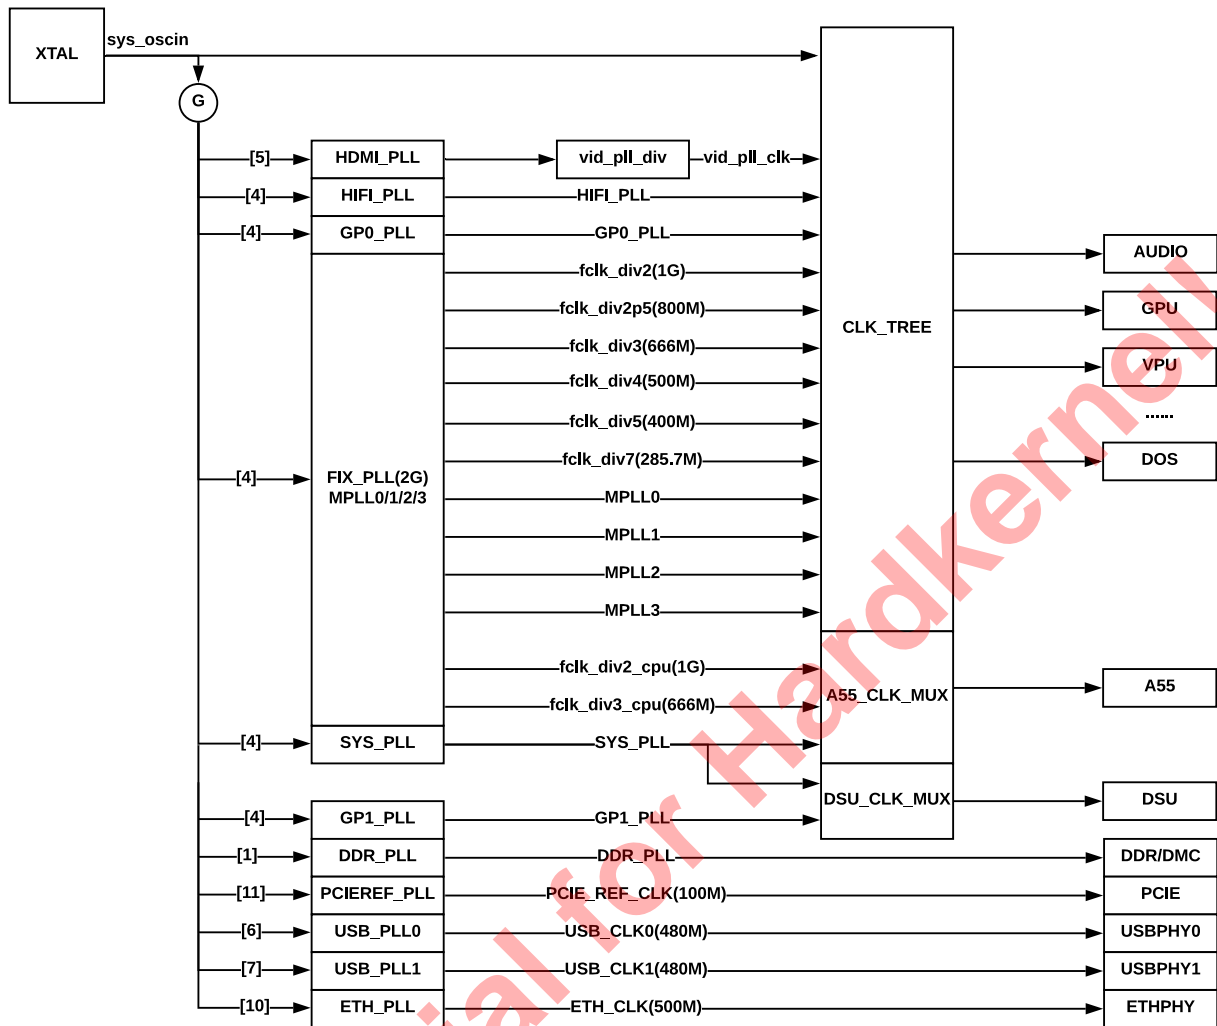 XTAL
sys_oscin
G
[5]
HDMI_PLL
vid_pll_div
vid_pll_clk
[4]
HIFI_PLL
HIFI_PLL
[4]
GP0_PLL
GP0_PLL
AUDIO
fclk_div2(1G)
fclk_div2p5(800M)
GPU
CLK_TREE
fclk_div3(666M)
VPU
fclk_div4(500M)
......
fclk_div5(400M)
fclk_div7(285.7M)
DOS
[4]
FIX_PLL(2G)
MPLL0/1/2/3
MPLL0
MPLL1
MPLL2
MPLL3
fclk_div2_cpu(1G)
A55_CLK_MUX
A55
fclk_div3_cpu(666M)
[4]
SYS_PLL
SYS_PLL
DSU_CLK_MUX
DSU
[4]
GP1_PLL
GP1_PLL
[1]
DDR_PLL
DDR_PLL
DDR/DMC
[11]
PCIEREF_PLL
PCIE_REF_CLK(100M)
PCIE
[6]
USB_PLL0
USB_CLK0(480M)
USBPHY0
[7]
USB_PLL1
USB_CLK1(480M)
USBPHY1
[10]
ETH_PLL
ETH_CLK(500M)
ETHPHY
for Hardkernel